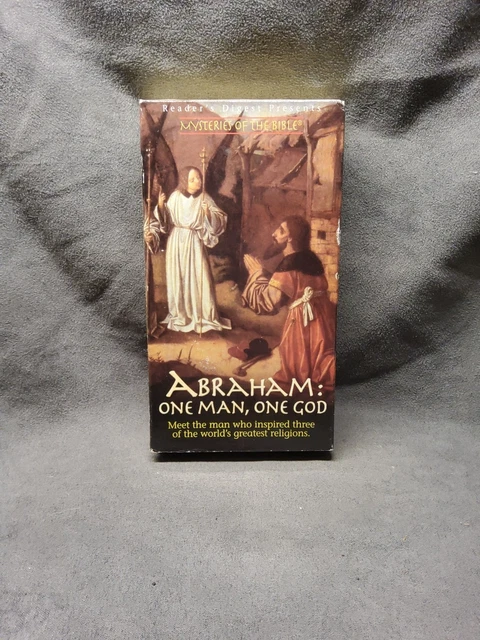 Reader's Digest Presents
MYSTERIES OF THE BIBLE®
ABRAHAM:
ONE MAN, ONE GOD
Meet the man who inspired three
of the world's greatest religions.